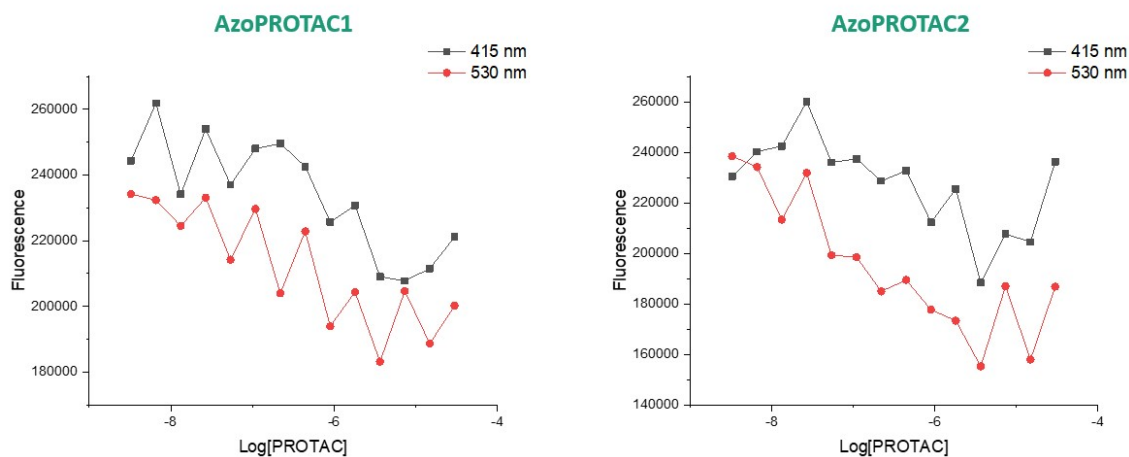 AzoPROTAC1
415 nm
530 nm
260000
240000
220000
200000
180000
Fluorescence
-8
-6
-4
Log[PROTAC]
AzoPROTAC2
415 nm
530 nm
260000
240000
220000
200000
180000
160000
140000
Fluorescence
-8
-6
-4
Log[PROTAC]